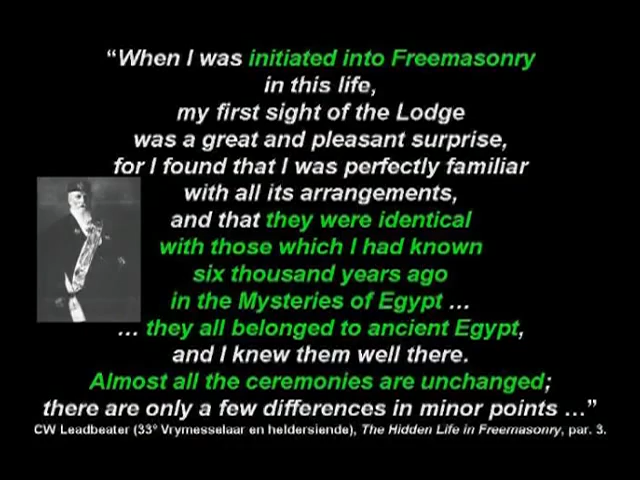 “When I was initiated into Freemasonry
in this life,
my first sight of the Lodge
was a great and pleasant surprise,
for I found that I was perfectly familiar
with all its arrangements,
and that they were identical
with those which I had known
six thousand years ago
in the Mysteries of Egypt ...
... they all belonged to ancient Egypt,
and I knew them well there.
Almost all the ceremonies are unchanged;
there are only a few differences in minor points ...”
CW Leadbeater (33° Vrymesselaar en heldersiende), The Hidden Life in Freemasonry, par. 3.